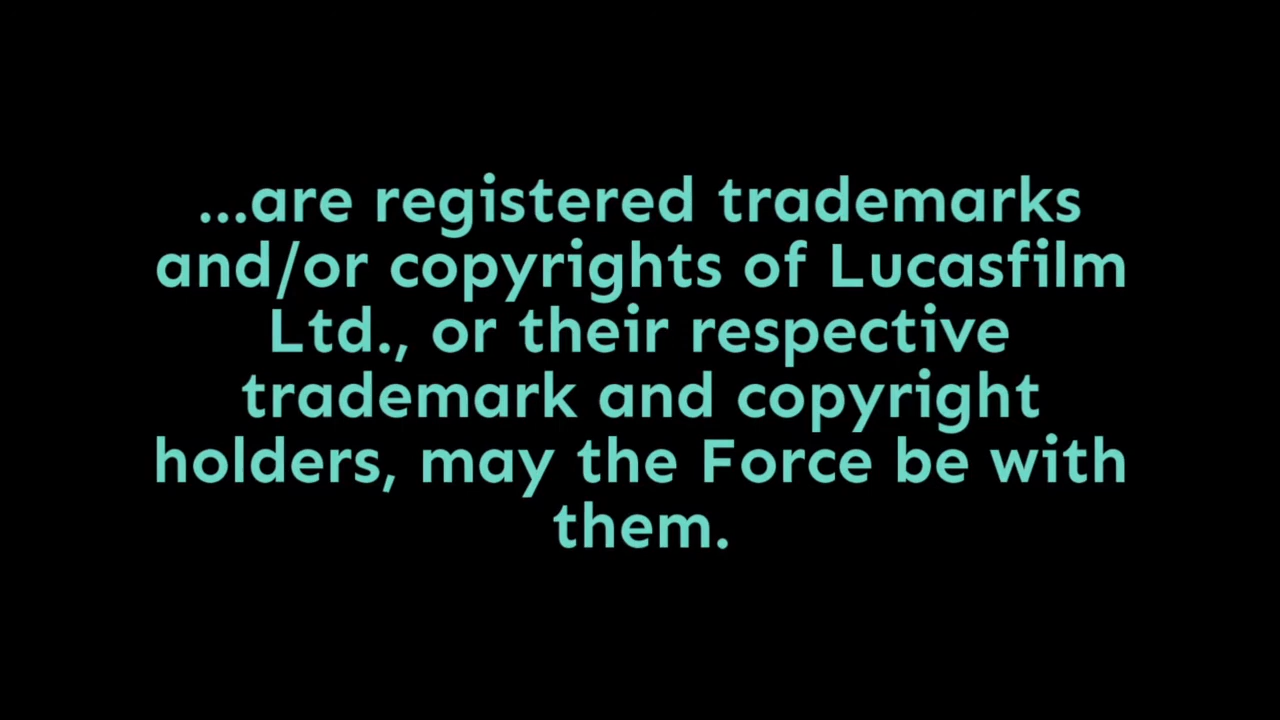 ...are registered trademarks
and/or copyrights of Lucasfilm
Ltd., or their respective
trademark and copyright
holders, may the Force be with
them.